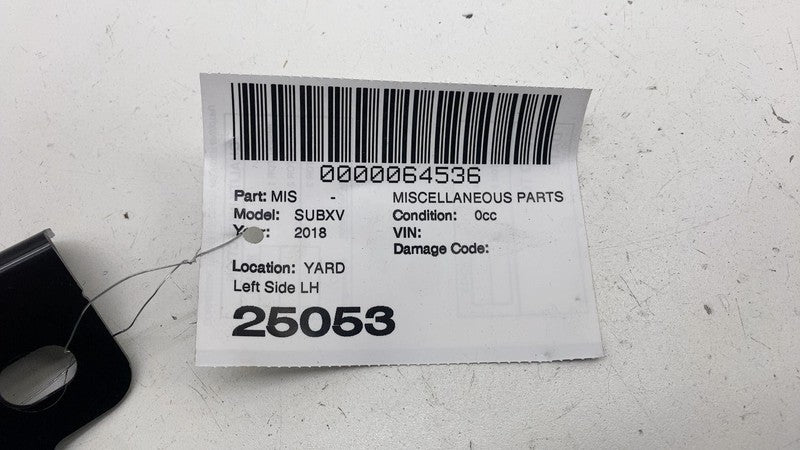 0000064536
Part: MIS - MISCELLANEOUS PARTS
Model: SUBXV Condition: 0cc
2018 VIN:
Damage Code:
Location: YARD
Left Side LH
25053